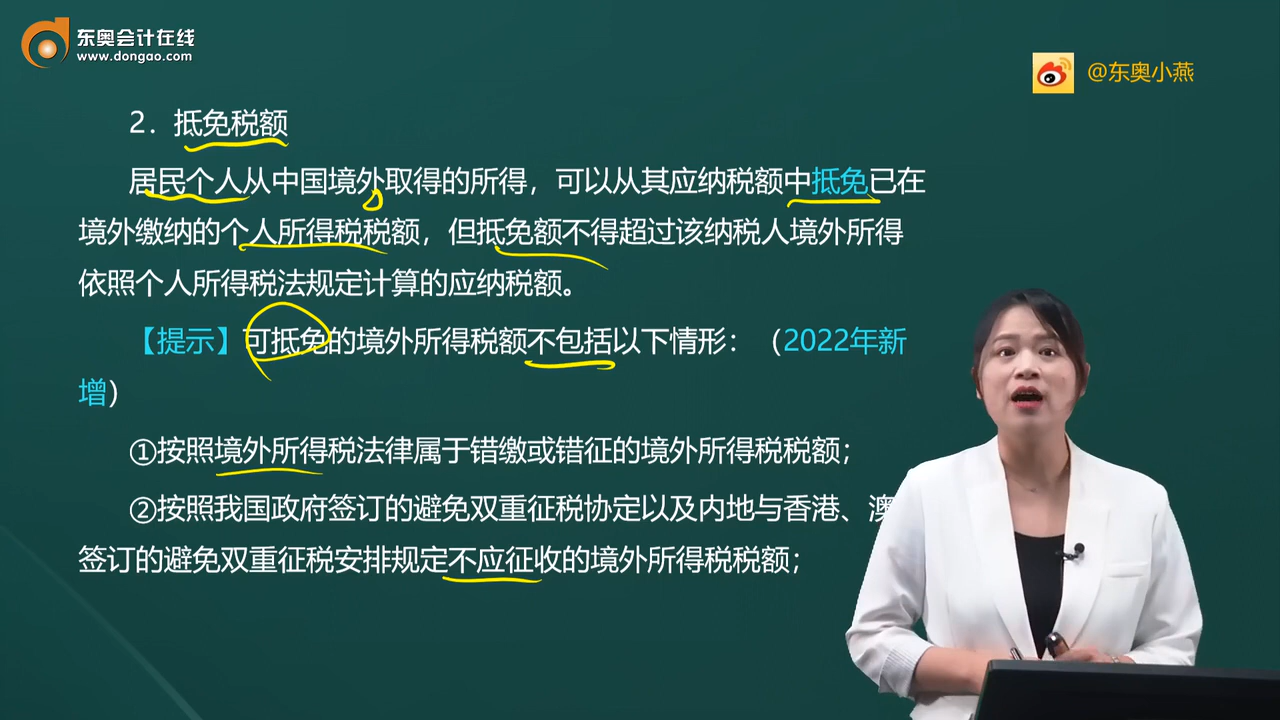 东奥会计在线
www.dongao.com
@东奥小燕
2．抵免税额
居民个人从中国境外取得的所得，可以从其应纳税额中抵免已在
境外缴纳的个人所得税税额，但抵免额不得超过该纳税人境外所得
依照个人所得税法规定计算的应纳税额。
【提示】可抵免的境外所得税额不包括以下情形：（2022年新
增）
①按照境外所得税法律属于错缴或错征的境外所得税税额；
②按照我国政府签订的避免双重征税协定以及内地与香港、澳
签订的避免双重征税安排规定不应征收的境外所得税税额；